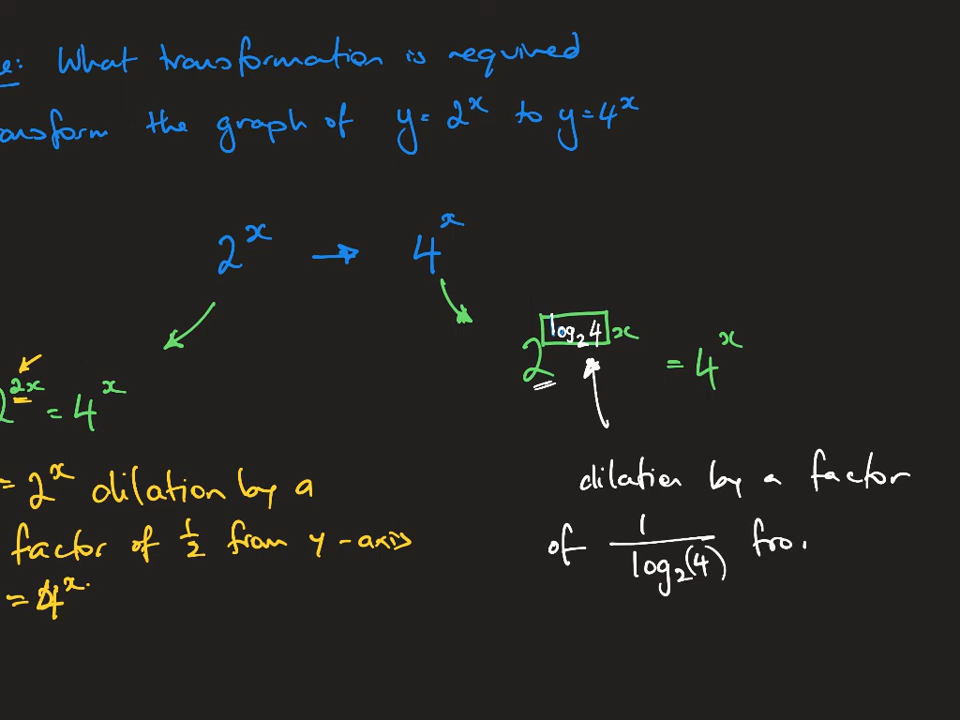 e: What transformation is required
ansform the graph of y=2^x to y=4^x
2^x → 4^x
2^(2x) = 4^x
2^(log₂4 x) = 4^x
= 2^x dilation by a
factor of 1/2 from y-axis
= 4^x
dilation by a factor
of 1/log₂(4) fro